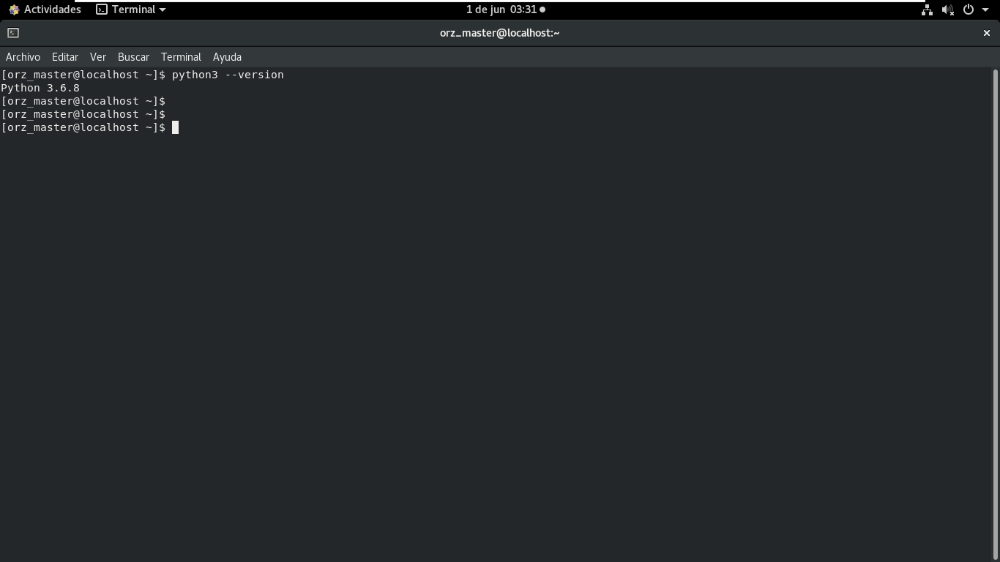 Actividades Terminal 1 de jun 03:31
orz_master@localhost:~
Archivo Editar Ver Buscar Terminal Ayuda
[orz_master@localhost ~]$ python3 --version
Python 3.6.8
[orz_master@localhost ~]$
[orz_master@localhost ~]$
[orz_master@localhost ~]$